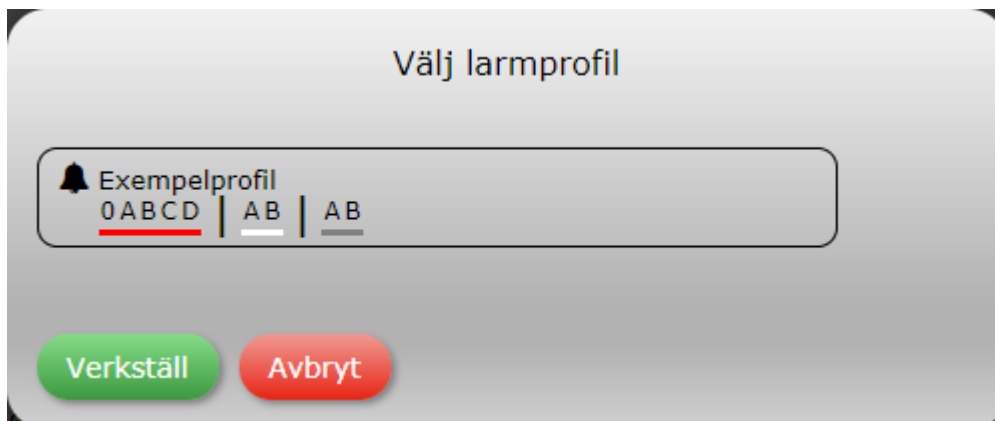 Välj larmprofil
Exempelprofil
0ABCD | AB | AB
Verkställ
Avbryt